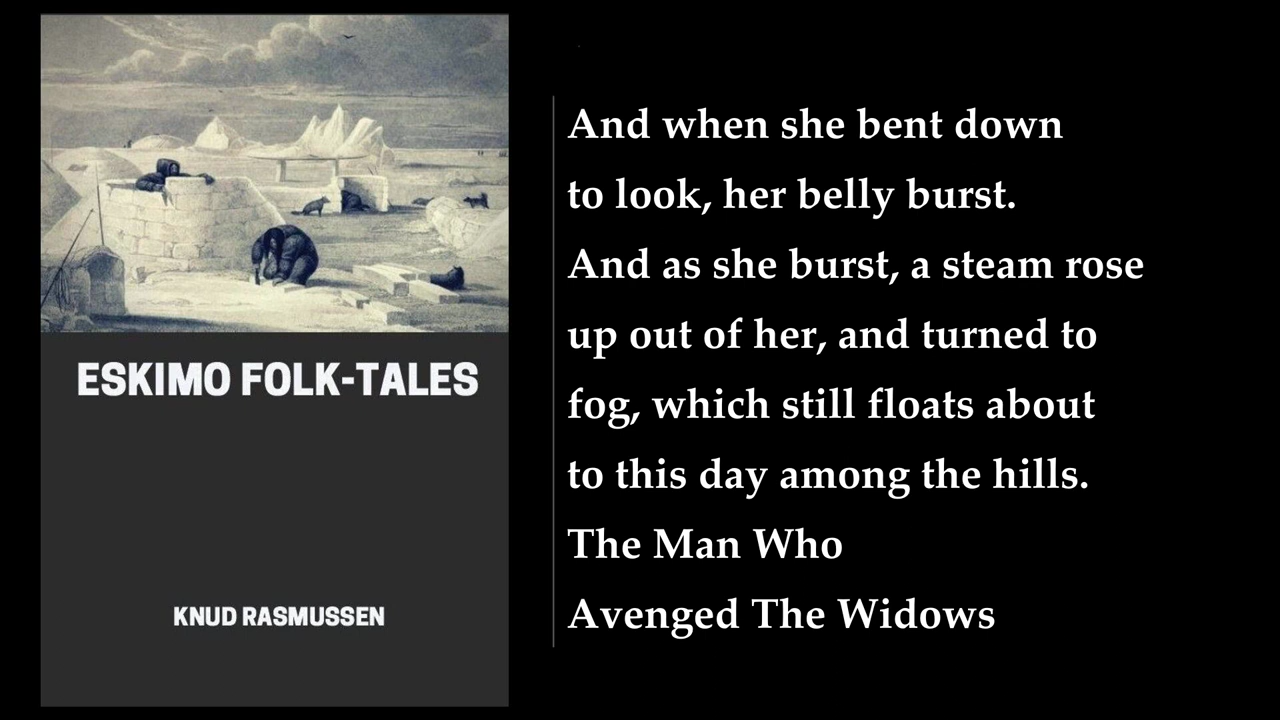 ESKIMO FOLK-TALES
KNUD RASMUSSEN
And when she bent down
to look, her belly burst.
And as she burst, a steam rose
up out of her, and turned to
fog, which still floats about
to this day among the hills.
The Man Who
Avenged The Widows